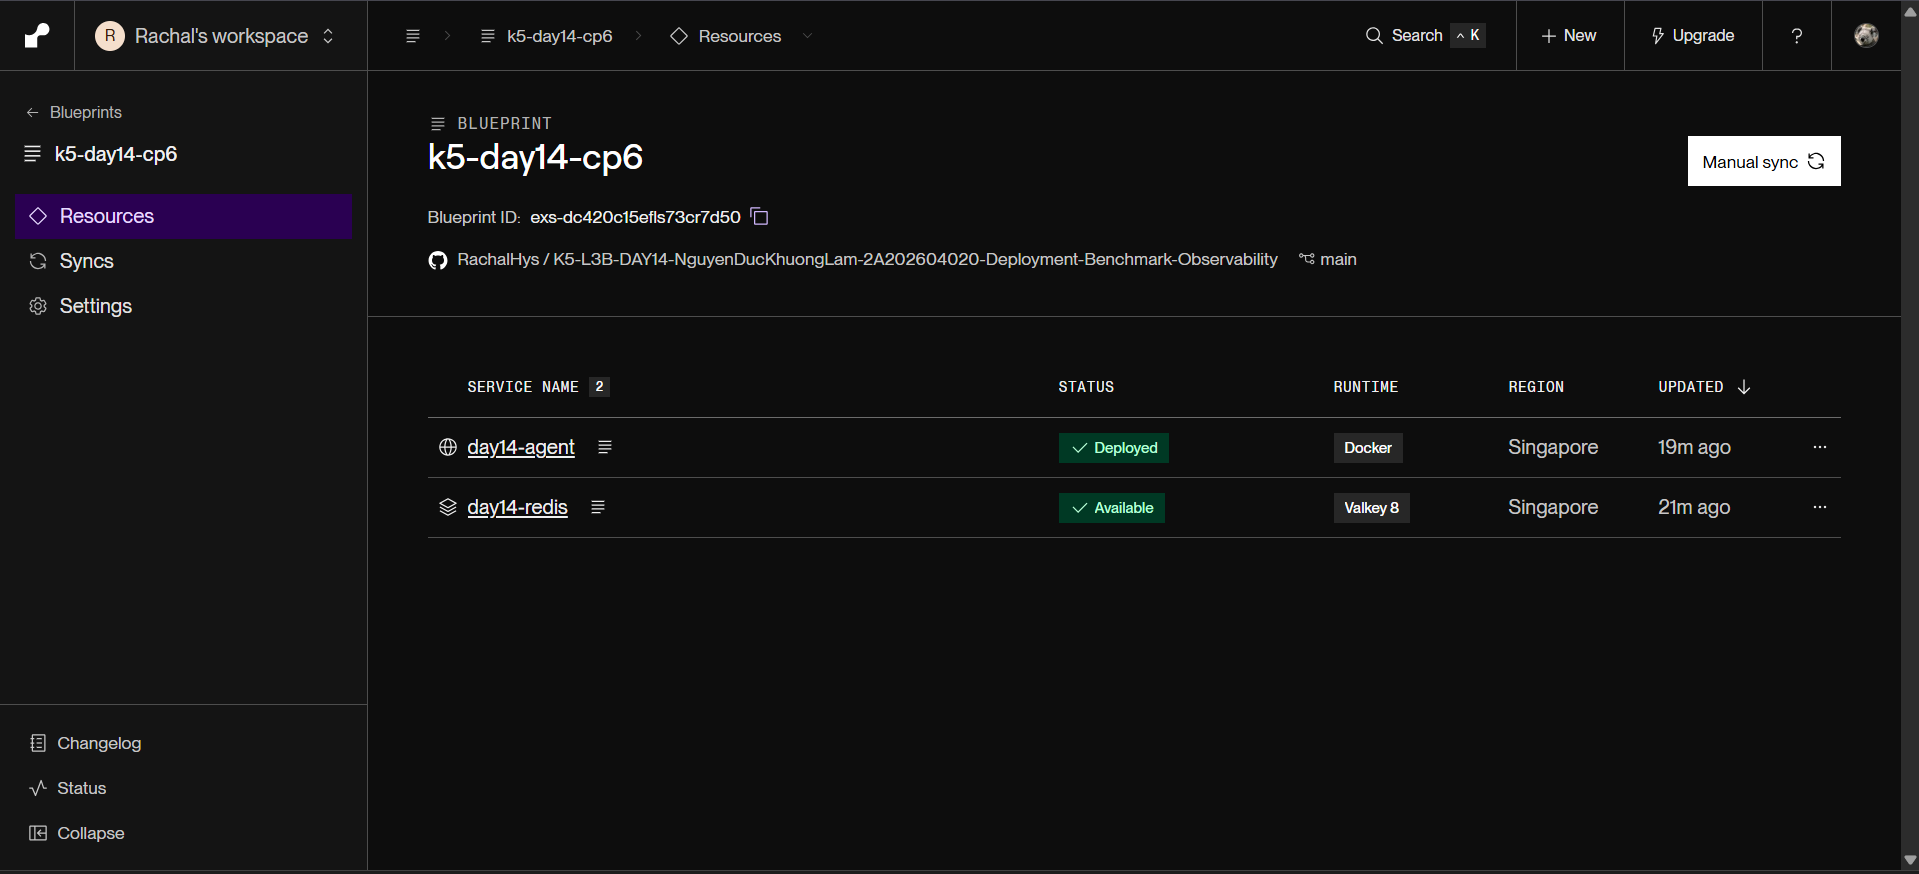 R Rachal's workspace
k5-day14-cp6
Resources
Search ^ K
+ New
Upgrade
?
← Blueprints
k5-day14-cp6
Resources
Syncs
Settings
Changelog
Status
Collapse
BLUEPRINT
k5-day14-cp6
Manual sync
Blueprint ID: exs-dc420c15efls73cr7d50
RachalHys / K5-L3B-DAY14-NguyenDucKhuongLam-2A202604020-Deployment-Benchmark-Observability main
SERVICE NAME 2 STATUS RUNTIME REGION UPDATED ↓
day14-agent Deployed Docker Singapore 19m ago ...
day14-redis Available Valkey 8 Singapore 21m ago ...